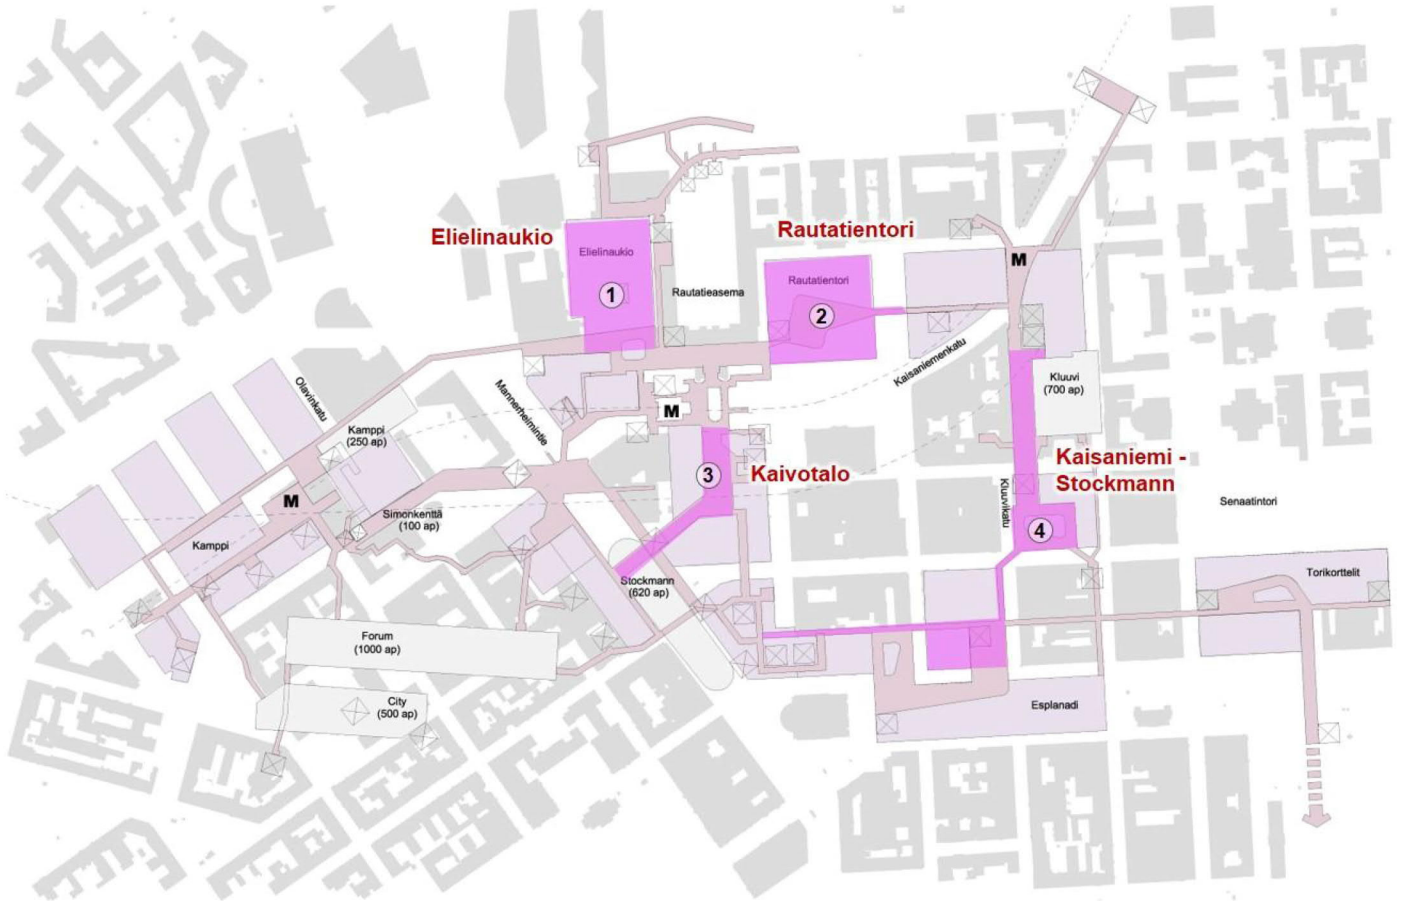 Elielinaukio
Rautatientori
Elielinaukio
1
Rautatieasema
Rautatientori
2
M
Kaisaniemenkatu
Kluuvi
(700 ap)
Olavinkatu
Mannerheimintie
M
Kamppi
(250 ap)
3
Kaivotalo
Kaisaniemi -
Stockmann
M
Simonkenttä
(100 ap)
Kluuvikatu
4
Senaatintori
Kamppi
Stockmann
(620 ap)
Torikorttelit
Forum
(1000 ap)
City
(500 ap)
Esplanadi